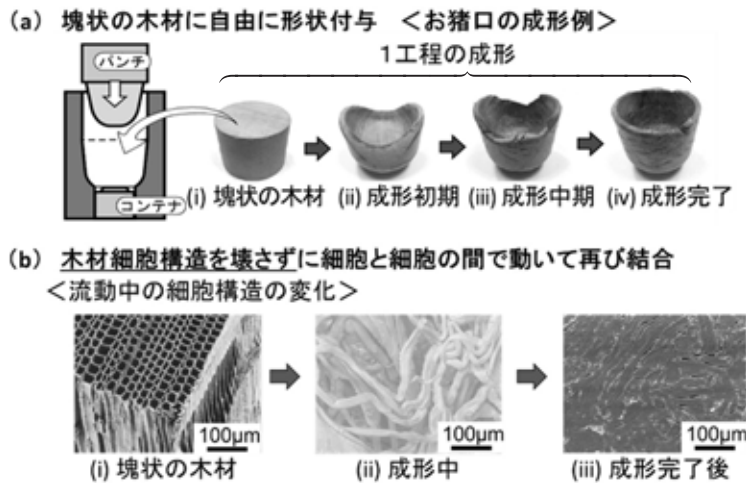 (a) 塊状の木材に自由に形状付与 <お猪口の成形例>
1工程の成形
パンチ
コンテナ
(i) 塊状の木材
(ii) 成形初期
(iii) 成形中期
(iv) 成形完了
(b) 木材細胞構造を壊さずに細胞と細胞の間で動いて再び結合
<流動中の細胞構造の変化>
100μm
100μm
100μm
(i) 塊状の木材
(ii) 成形中
(iii) 成形完了後